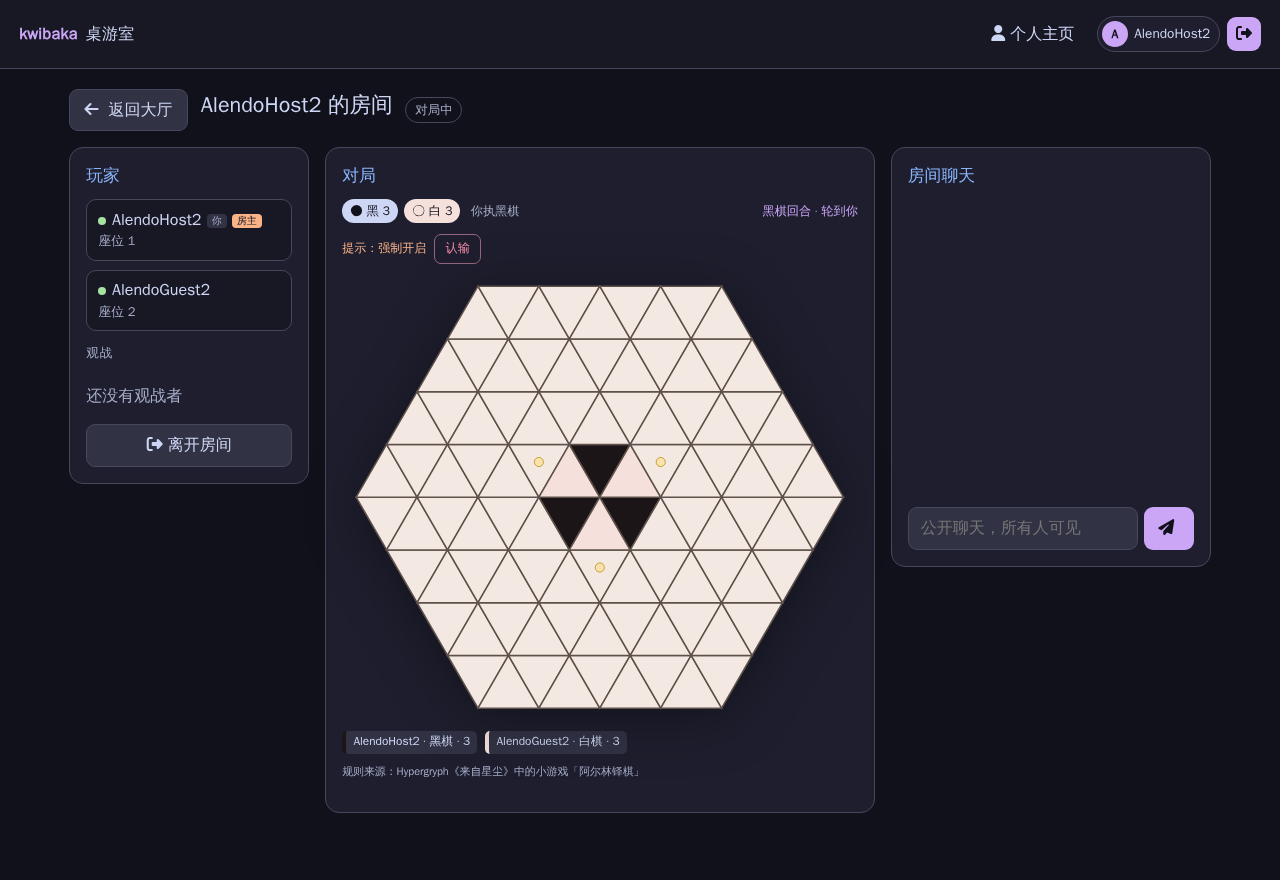 kwibaka 桌游室
个人主页
A AlendoHost2
返回大厅
AlendoHost2 的房间
对局中
玩家
AlendoHost2 你 房主
座位 1
AlendoGuest2
座位 2
观战
还没有观战者
离开房间
对局
黑 3 白 3 你执黑棋
黑棋回合 · 轮到你
提示：强制开启 认输
AlendoHost2 · 黑棋 · 3
AlendoGuest2 · 白棋 · 3
规则来源：Hypergryph《来自星尘》中的小游戏「阿尔林铎棋」
房间聊天
公开聊天，所有人可见